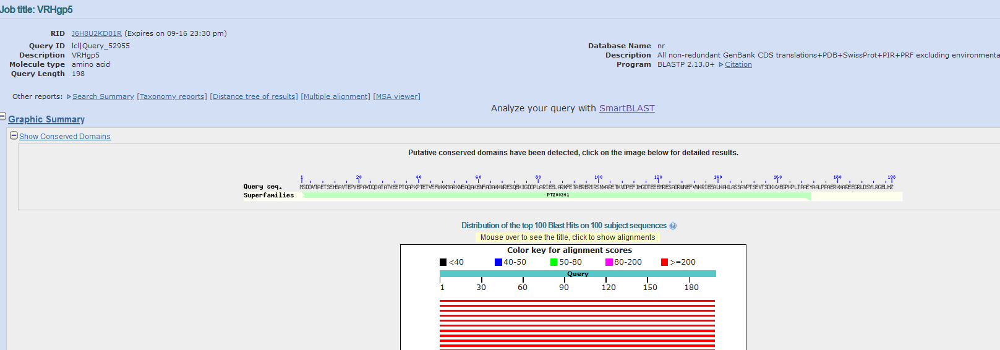 Job title: VRHgp5
RID J6H8U2KD01R (Expires on 09-16 23:30 pm)
Query ID lcl|Query_52955
Description VRHgp5
Molecule type amino acid
Query Length 198
Database Name nr
Description All non-redundant GenBank CDS translations+PDB+SwissProt+PIR+PRF excluding environmenta
Program BLASTP 2.13.0+ Citation
Other reports: Search Summary [Taxonomy reports] [Distance tree of results] [Multiple alignment] [MSA viewer]
Analyze your query with SmartBLAST
Graphic Summary
Show Conserved Domains
Putative conserved domains have been detected, click on the image below for detailed results.
1 20 40 60 80 100 120 140 160 180 198
Query seq.
Superfamilies PTZ00341
Distribution of the top 100 Blast Hits on 100 subject sequences
Mouse over to see the title, click to show alignments
Color key for alignment scores
<40 40-50 50-80 80-200 >=200
Query
1 30 60 90 120 150 180